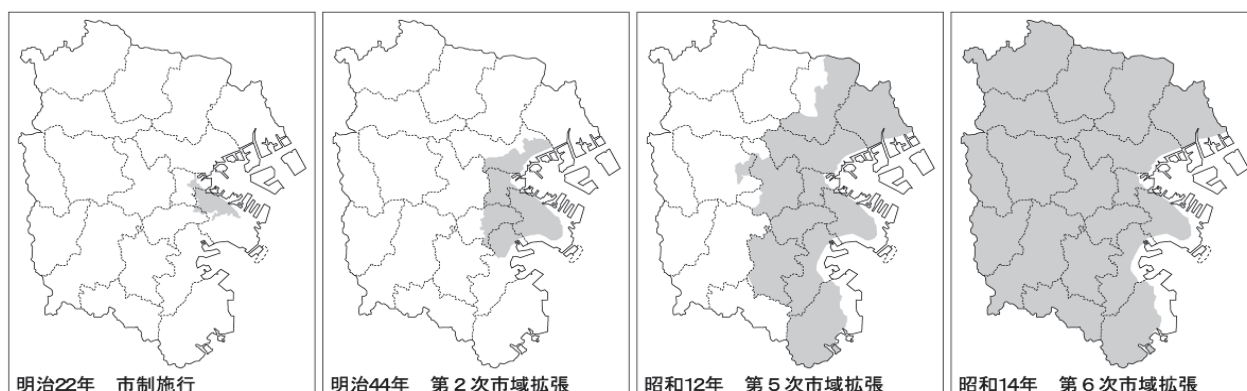 明治22年　市制施行
明治44年　第2次市域拡張
昭和12年　第5次市域拡張
昭和14年　第6次市域拡張